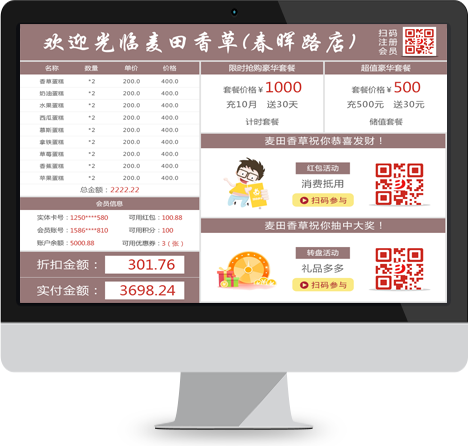 欢迎光临麦田香草(春晖路店)
扫码
注册
会员
名称 数量 单价 价格
香草蛋糕 *2 200.0 400.0
奶油蛋糕 *2 200.0 400.0
水果蛋糕 *2 200.0 400.0
西瓜蛋糕 *2 200.0 400.0
慕斯蛋糕 *2 200.0 400.0
拿铁蛋糕 *2 200.0 400.0
草莓蛋糕 *2 200.0 400.0
香蕉蛋糕 *2 200.0 400.0
苹果蛋糕 *2 200.0 400.0
总金额：2222.22
会员信息
实体卡号：1250****580 可用红包：100.88
会员账号：1586****810 可用积分：100
账户余额：5000.88 可用优惠券：3（张）
折扣金额： 301.76
实付金额： 3698.24
限时抢购豪华套餐
套餐价格￥1000
充10月 送30天
计时套餐
超值豪华套餐
套餐价格￥500
充500元 送30元
储值套餐
麦田香草祝你恭喜发财！
红包活动
消费抵用
扫码参与
麦田香草祝你抽中大奖！
转盘活动
礼品多多
扫码参与